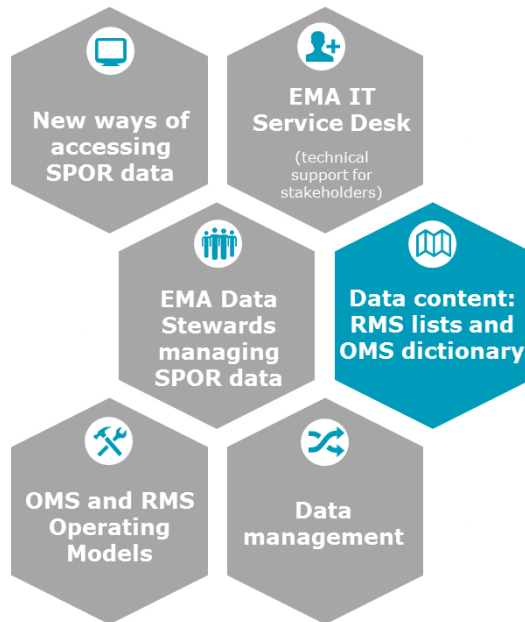 New ways of
accessing
SPOR data
EMA IT
Service Desk
(technical
support for
stakeholders)
EMA Data
Stewards
managing
SPOR data
Data content:
RMS lists and
OMS dictionary
OMS and RMS
Operating
Models
Data
management